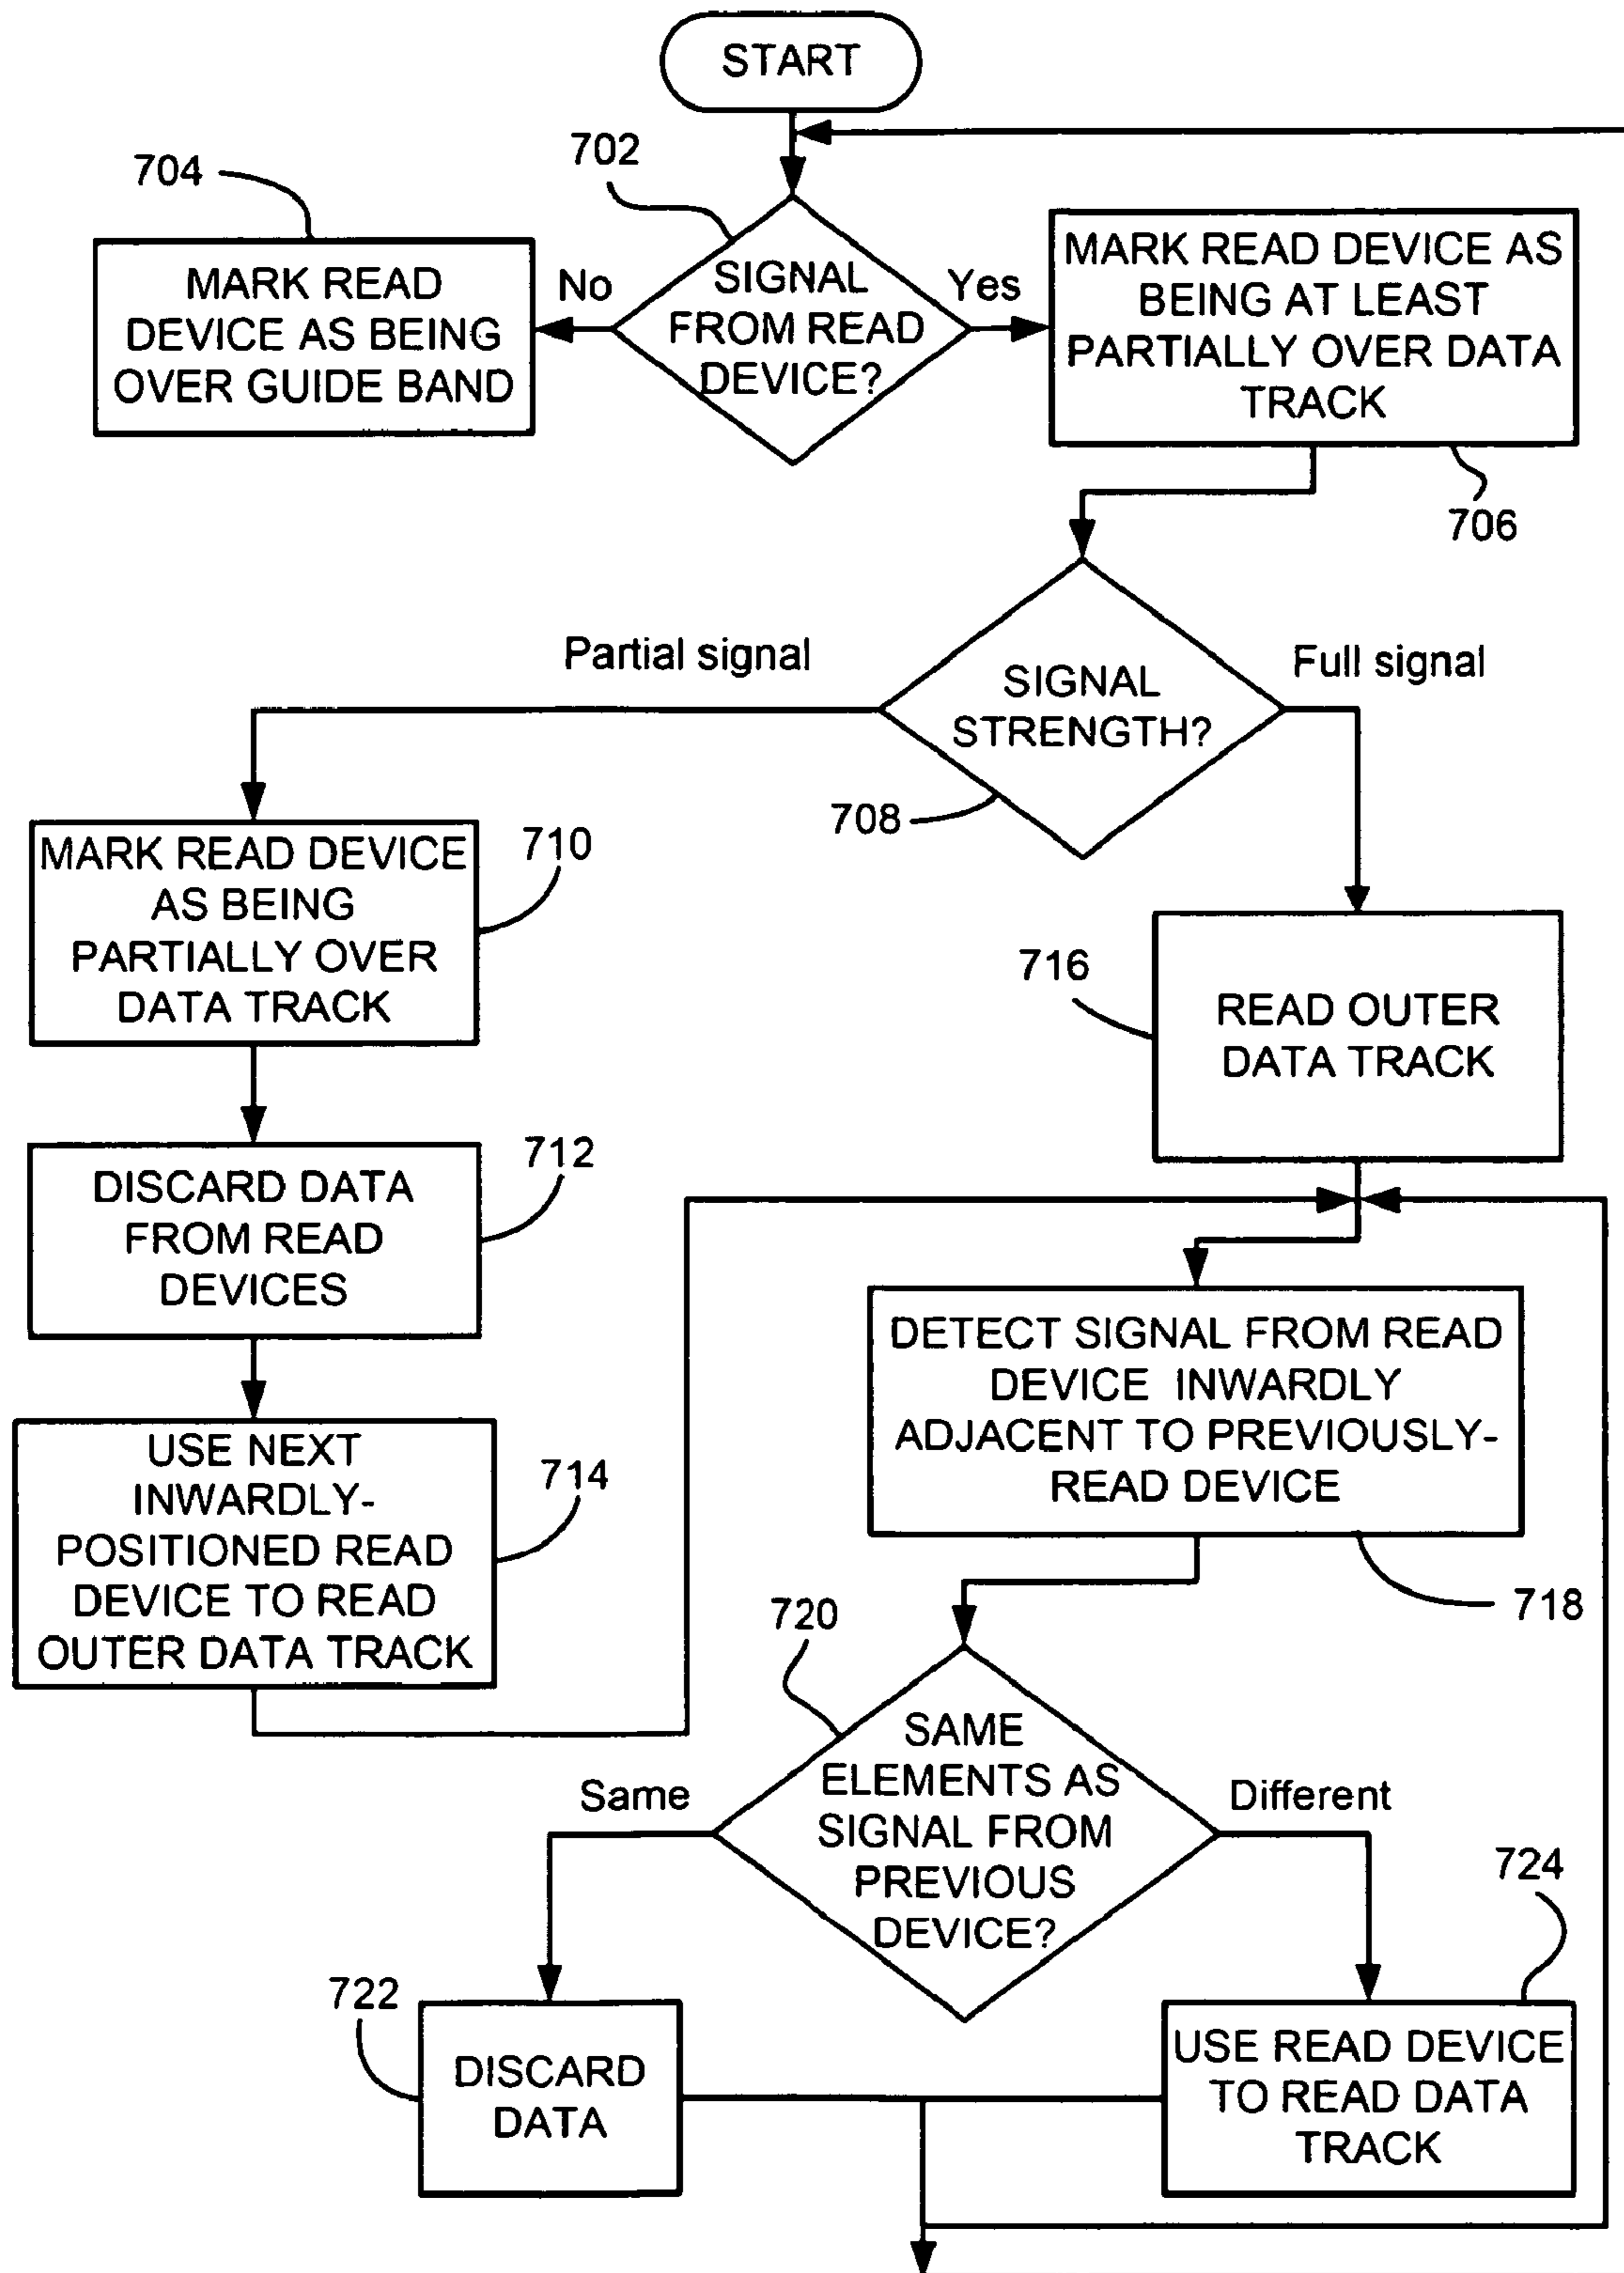 START
702
704
MARK READ
DEVICE AS BEING
OVER GUIDE BAND
No
SIGNAL
FROM READ
DEVICE?
Yes
MARK READ DEVICE AS
BEING AT LEAST
PARTIALLY OVER DATA
TRACK
706
Partial signal
SIGNAL
STRENGTH?
Full signal
708
MARK READ DEVICE
AS BEING
PARTIALLY OVER
DATA TRACK
710
716
READ OUTER
DATA TRACK
DISCARD DATA
FROM READ
DEVICES
712
USE NEXT
INWARDLY-
POSITIONED READ
DEVICE TO READ
OUTER DATA TRACK
714
DETECT SIGNAL FROM READ
DEVICE INWARDLY
ADJACENT TO PREVIOUSLY-
READ DEVICE
718
720
SAME
ELEMENTS AS
SIGNAL FROM
PREVIOUS
DEVICE?
Same
Different
722
DISCARD
DATA
724
USE READ DEVICE
TO READ DATA
TRACK